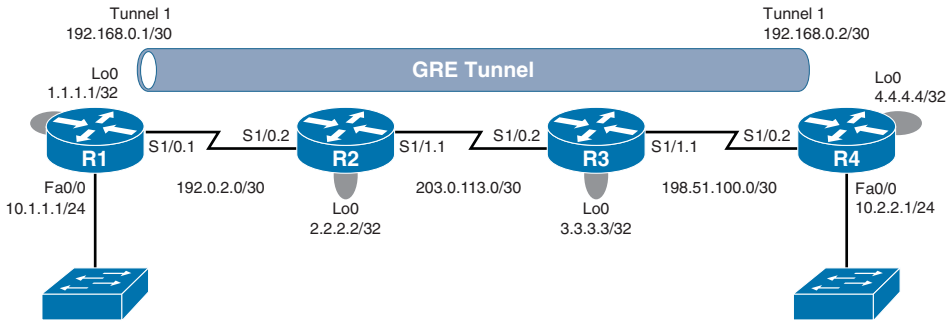 Tunnel 1
192.168.0.1/30
Tunnel 1
192.168.0.2/30
GRE Tunnel
Lo0
1.1.1.1/32
Lo0
4.4.4.4/32
R1
S1/0.1
S1/0.2
R2
S1/1.1
S1/0.2
R3
S1/1.1
S1/0.2
R4
Fa0/0
10.1.1.1/24
192.0.2.0/30
Lo0
2.2.2.2/32
203.0.113.0/30
Lo0
3.3.3.3/32
198.51.100.0/30
Fa0/0
10.2.2.1/24